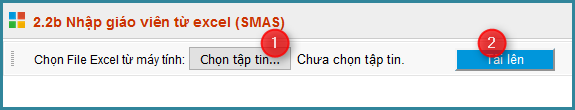 2.2b Nhập giáo viên từ excel (SMAS)
1 2
Chọn File Excel từ máy tính: Chọn tập tin... Chưa chọn tập tin. Tải lên